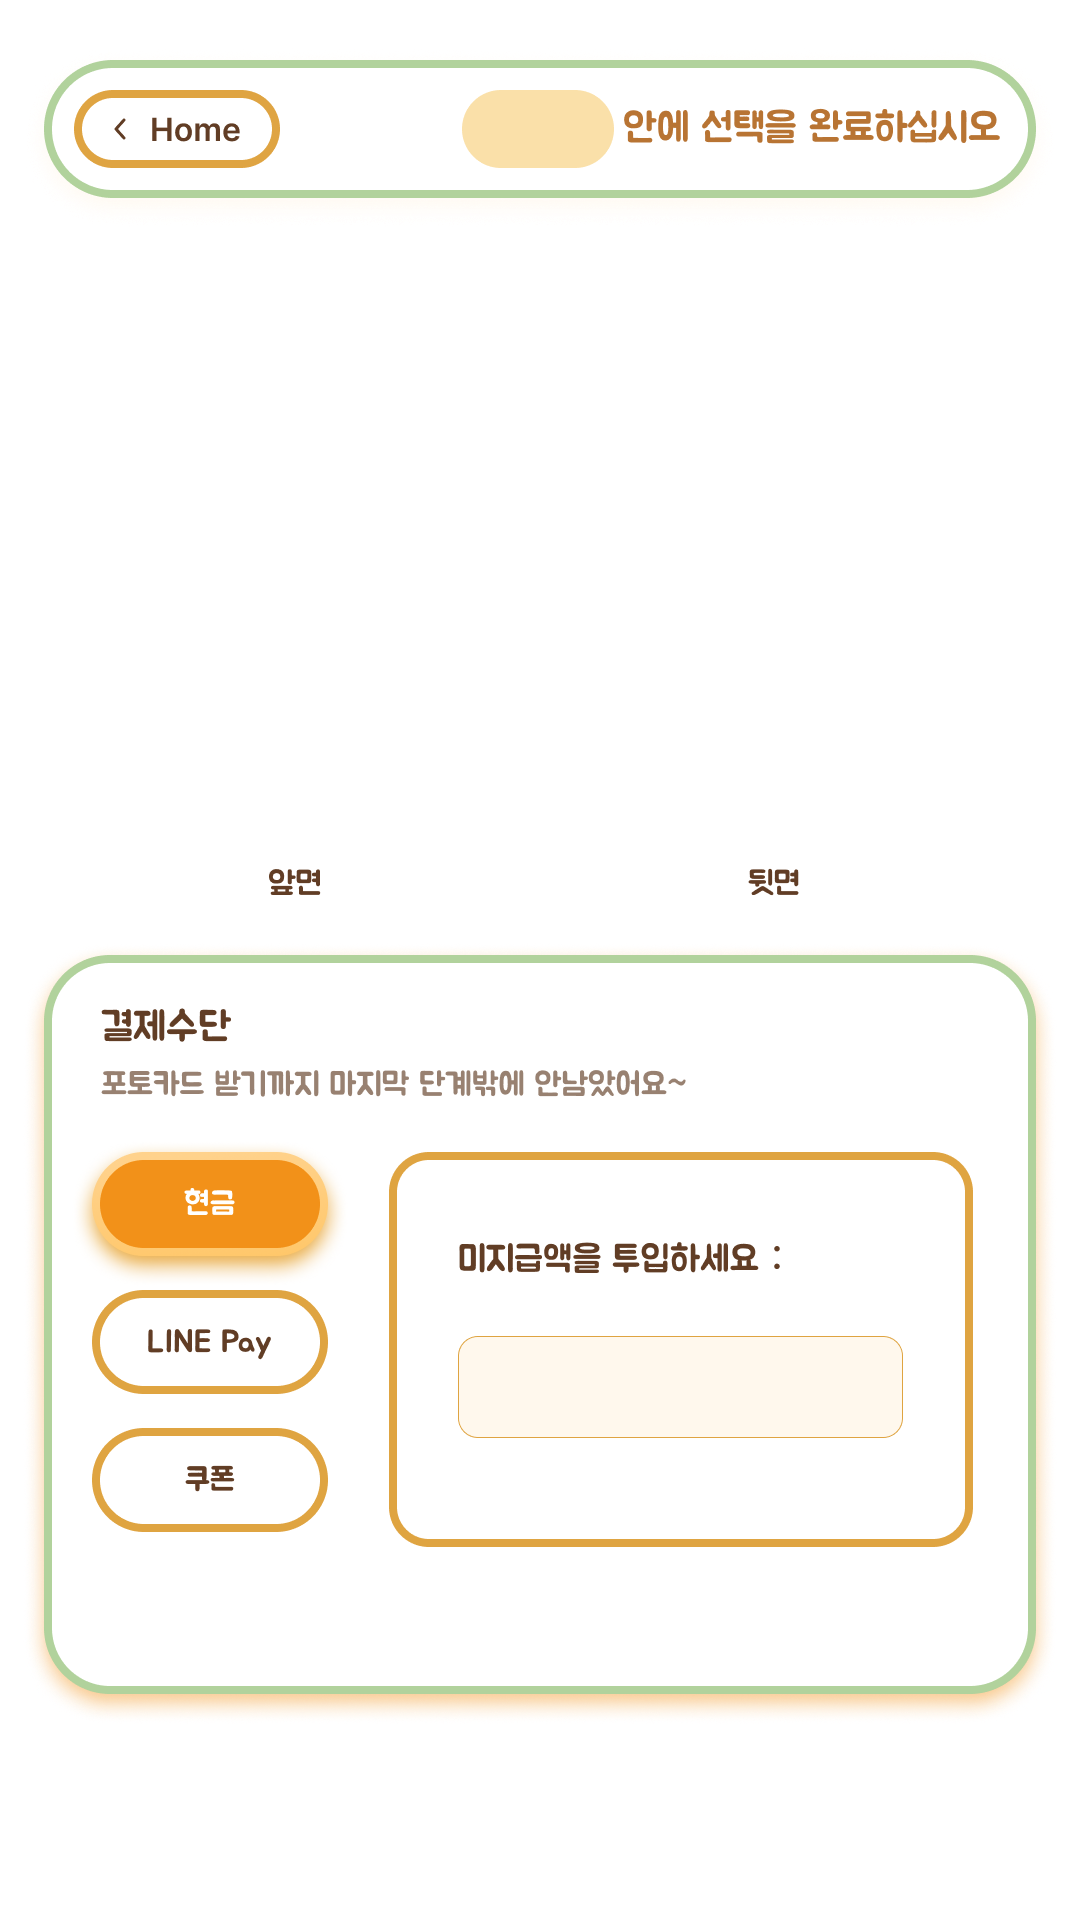 Home
안에 선택을 완료하십시오
앞면
뒷면
결제수단
포토카드 받기까지 마지막 단계밖에 안남았어요~
현금
미지급액을 투입하세요 :
LINE Pay
쿠폰